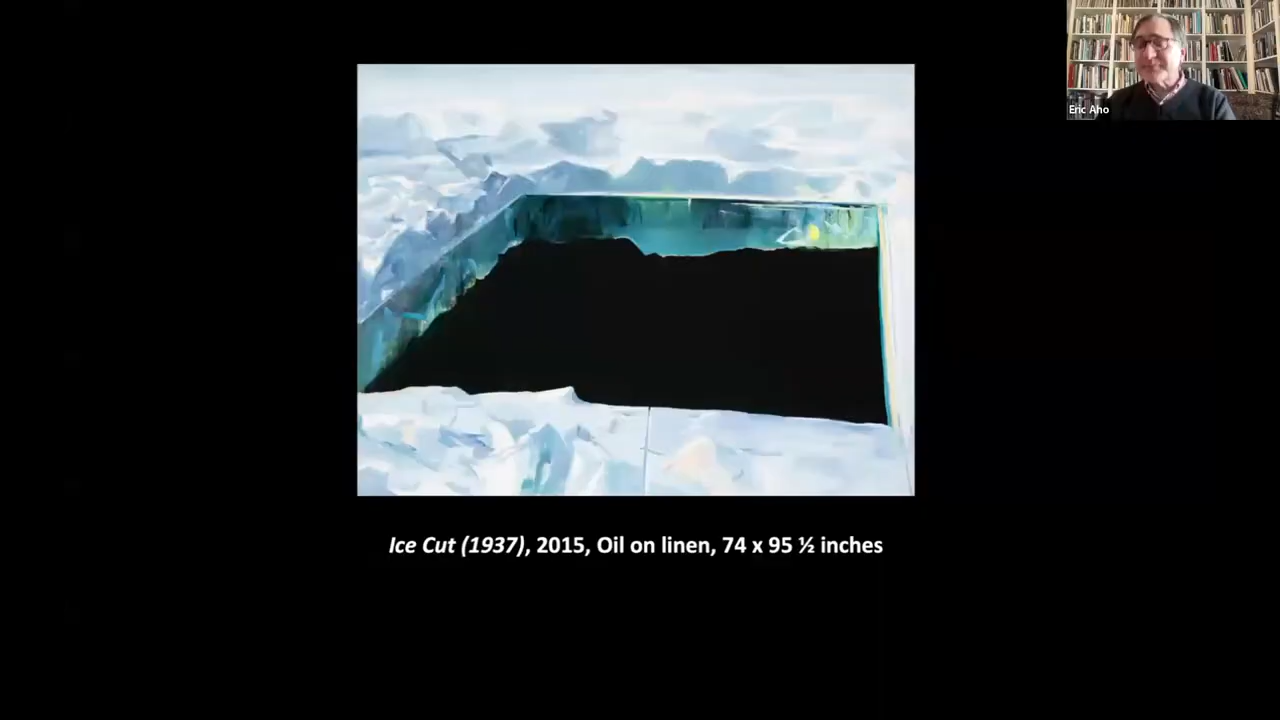 Eric Aho
Ice Cut (1937), 2015, Oil on linen, 74 x 95 ½ inches